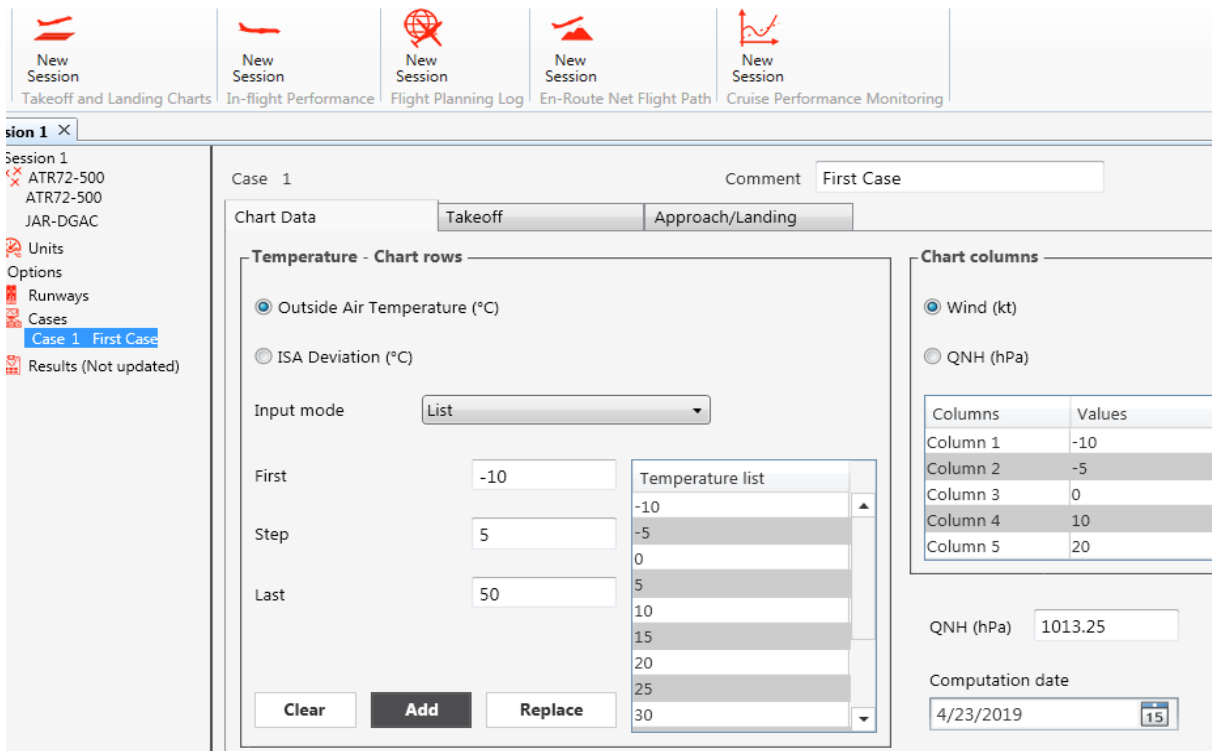 New Session New Session New Session New Session New Session
Takeoff and Landing Charts In-flight Performance Flight Planning Log En-Route Net Flight Path Cruise Performance Monitoring
sion 1 ✕
Session 1
ATR72-500
ATR72-500
JAR-DGAC
Units
Options
Runways
Cases
Case 1 First Case
Results (Not updated)
Case 1 Comment First Case
Chart Data Takeoff Approach/Landing
Temperature - Chart rows
Outside Air Temperature (°C)
ISA Deviation (°C)
Input mode List
First -10
Step 5
Last 50
Clear Add Replace
Temperature list
-10
-5
0
5
10
15
20
25
30
Chart columns
Wind (kt)
QNH (hPa)
Columns Values
Column 1 -10
Column 2 -5
Column 3 0
Column 4 10
Column 5 20
QNH (hPa) 1013.25
Computation date
4/23/2019 15